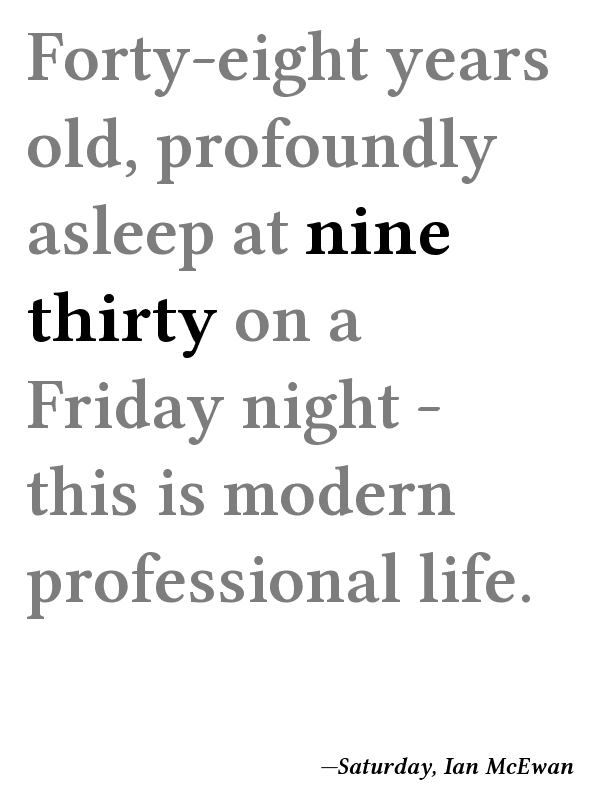 Forty-eight years
old, profoundly
asleep at nine
thirty on a
Friday night -
this is modern
professional life.
—Saturday, Ian McEwan